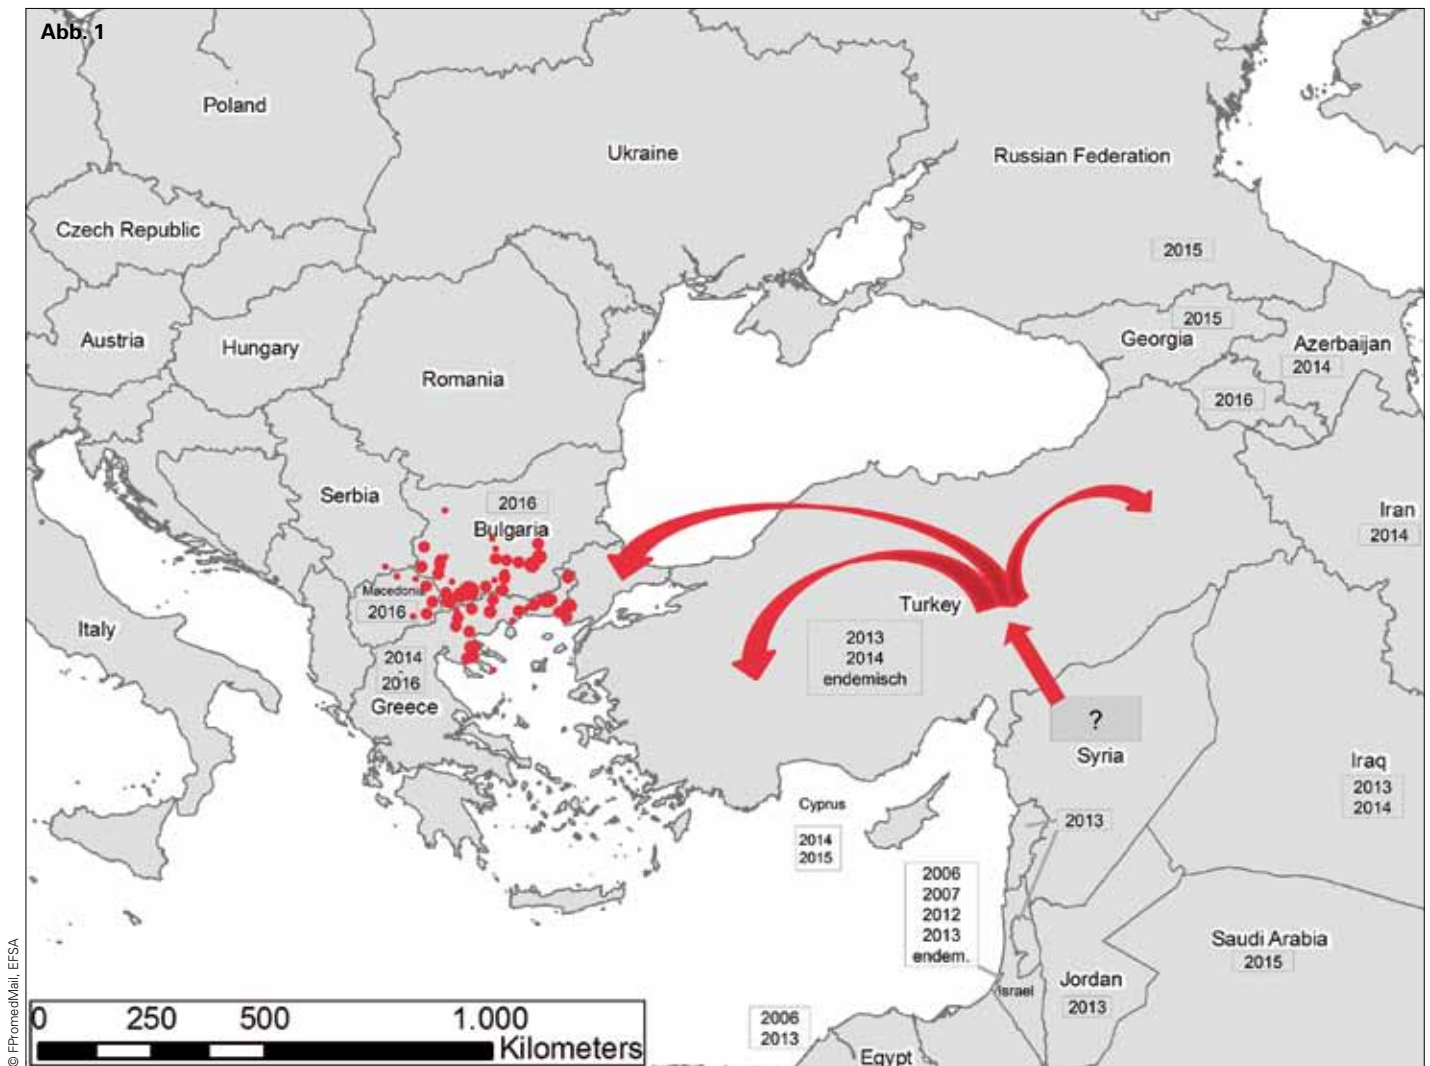 Abb. 1
Poland
Ukraine
Russian Federation
Czech Republic
2015
Austria
Hungary
Romania
Georgia
2015
Azerbaijan
2014
2016
Serbia
2016
Bulgaria
Iran
2014
Macedonia
2016
Italy
2014
-
2016
Greece
Turkey
2013
2014
endemisch
?
Syria
Iraq
2013
2014
Cyprus
2014
2015
2013
2006
2007
2012
2013
endem.
Israel
Jordan
2013
Saudi Arabia
2015
2006
2013
Egypt
0 250 500 1.000
Kilometers
© FPromedMail, EFSA